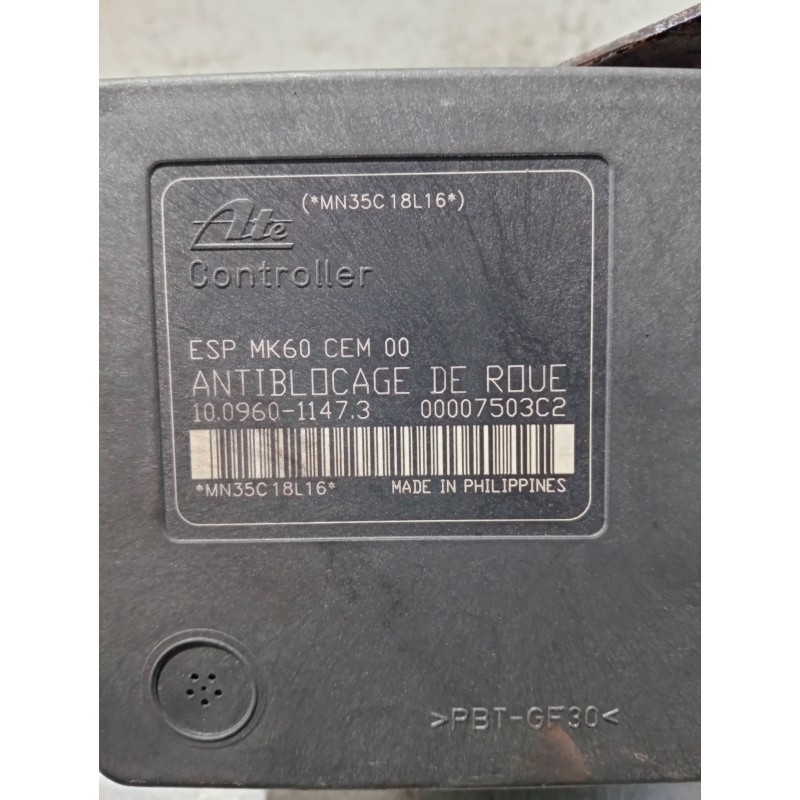 (*MN35C18L16*)
Ate
Controller
ESP MK60 CEM 00
ANTIBLOCAGE DE ROUE
10.0960-1147.3 00007503C2
*MN35C18L16* MADE IN PHILIPPINES
>PBT-GF30<